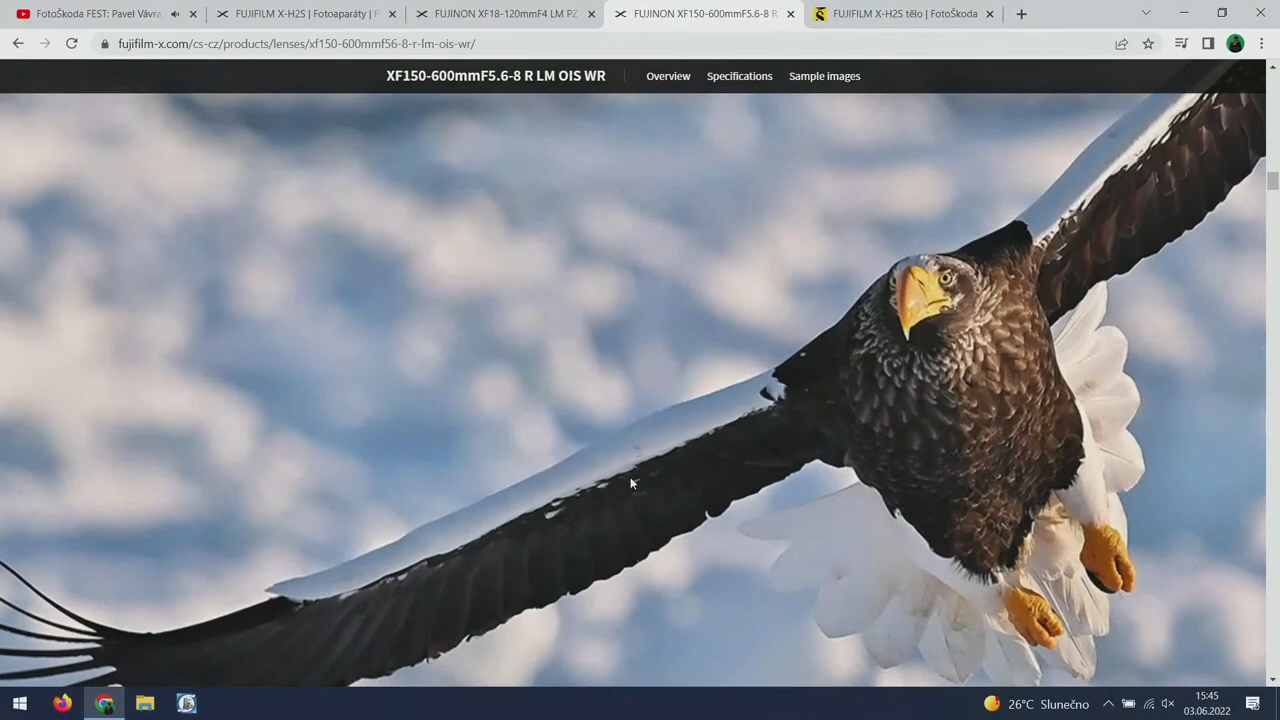 FotoŠkoda FEST: Pavel Vávra
FUJIFILM X-H2S | Fotoaparáty | F
FUJINON XF18-120mmF4 LM PZ
FUJINON XF150-600mmF5.6-8 R
FUJIFILM X-H2S tělo | FotoŠkoda
fujifilm-x.com/cs-cz/products/lenses/xf150-600mmf56-8-r-lm-ois-wr/
XF150-600mmF5.6-8 R LM OIS WR
Overview
Specifications
Sample images
26°C Slunečno
15:45
03.06.2022